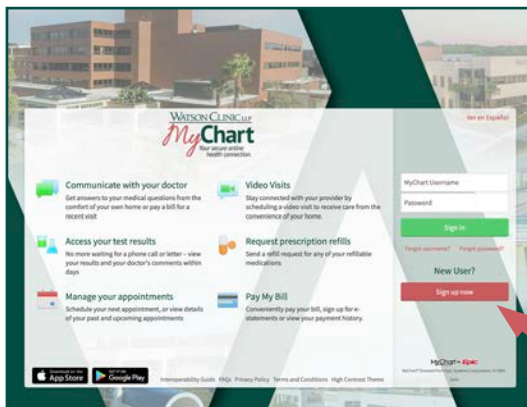 WATSON CLINIC LLP
MyChart
Your secure online
health connection
Ver en Español
Communicate with your doctor
Get answers to your medical questions from the
comfort of your own home or pay a bill for a
recent visit
Video Visits
Stay connected with your provider by
scheduling a video visit to receive care from the
convenience of your home.
Access your test results
No more waiting for a phone call or letter – view
your results and your doctor's comments within
days
Request prescription refills
Send a refill request for any of your refillable
medications
Manage your appointments
Schedule your next appointment, or view details
of your past and upcoming appointments
Pay My Bill
Conveniently pay your bill, sign up for e-
statements or view your payment history.
MyChart Username
Password
Sign in
Forgot username? Forgot password?
New User?
Sign up now
Download on the
App Store
GET IT ON
Google Play
Interoperability Guide FAQs Privacy Policy Terms and Conditions High Contrast Theme
MyChart by Epic